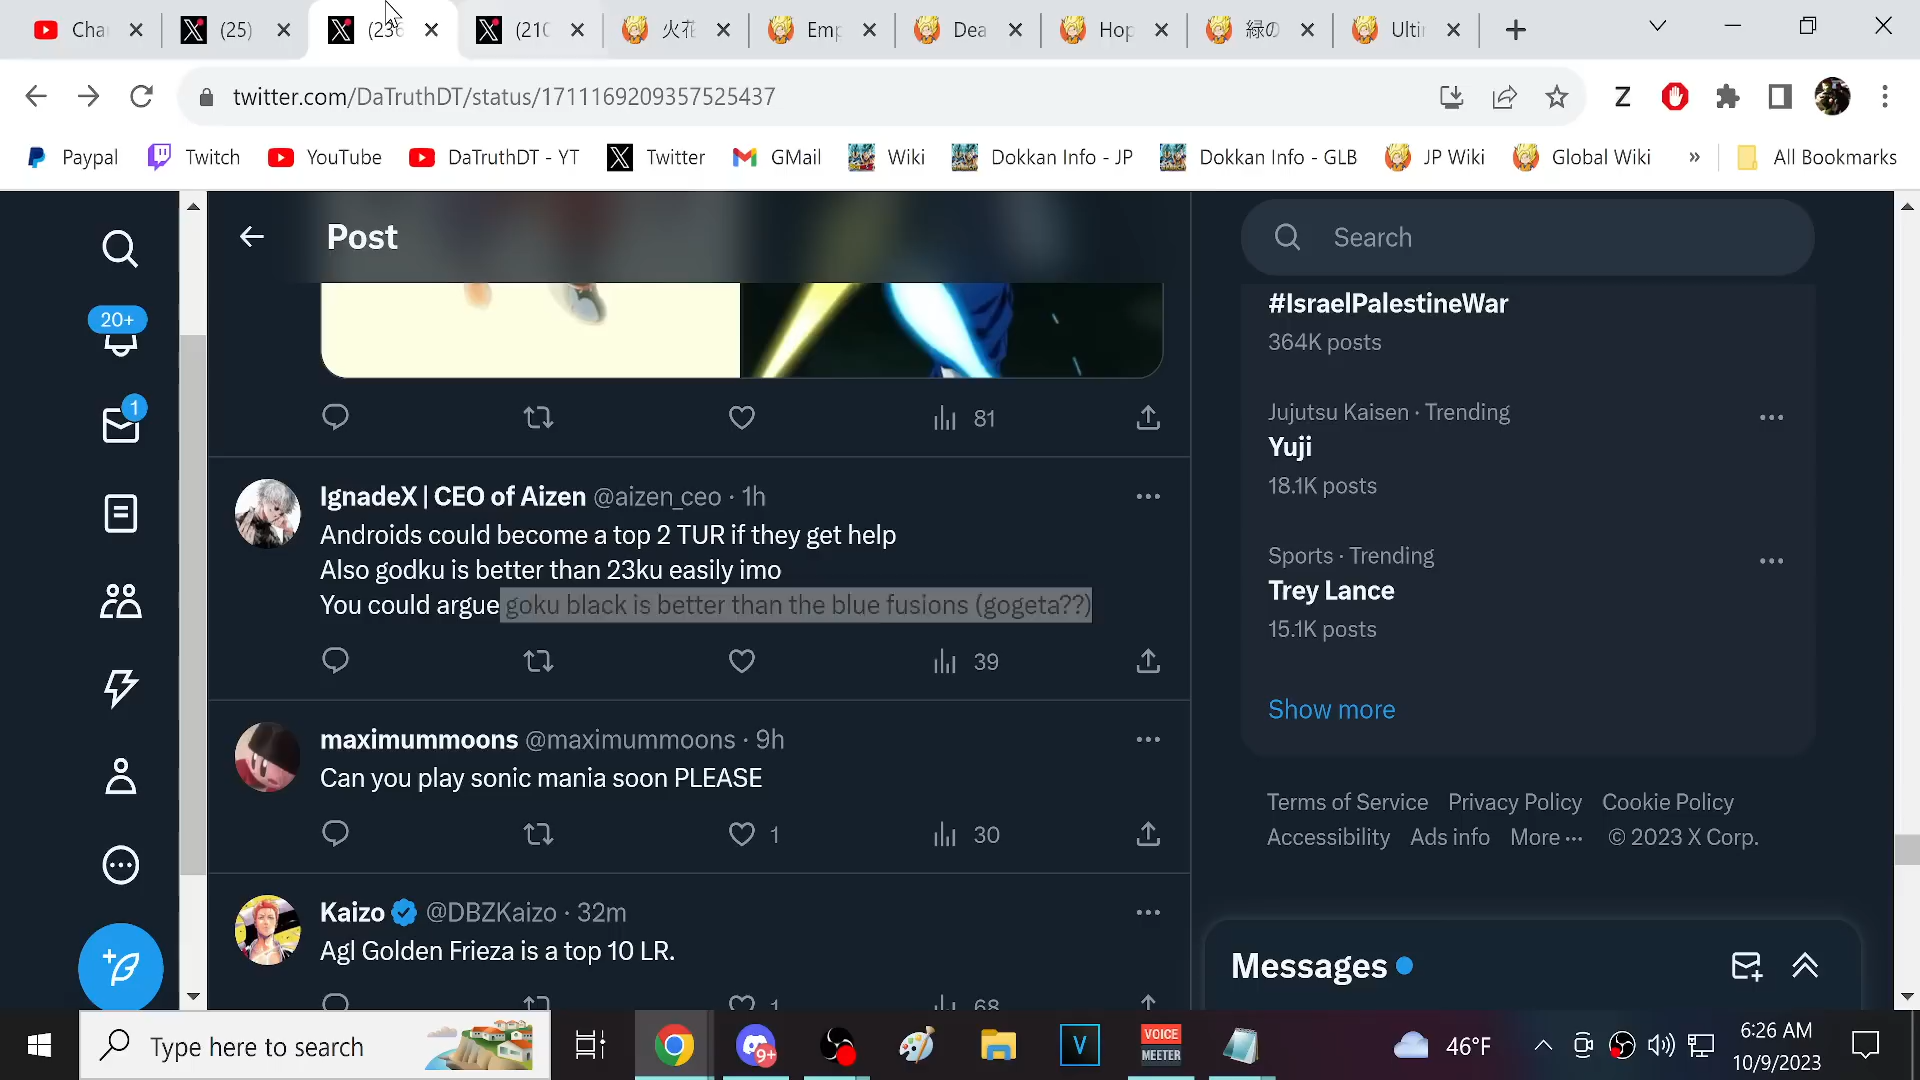 Cha
(25)
(236
(210
火花
Emp
Dea
Hop
緑の
Ultir
twitter.com/DaTruthDT/status/1711169209357525437
Z
Paypal
Twitch
YouTube
DaTruthDT - YT
Twitter
GMail
Wiki
Dokkan Info - JP
Dokkan Info - GLB
JP Wiki
Global Wiki
»
All Bookmarks
20+
1
Post
81
IgnadeX | CEO of Aizen @aizen_ceo · 1h
Androids could become a top 2 TUR if they get help
Also godku is better than 23ku easily imo
You could argue goku black is better than the blue fusions (gogeta??)
39
maximummoons @maximummoons · 9h
Can you play sonic mania soon PLEASE
1
30
Kaizo @DBZKaizo · 32m
Agl Golden Frieza is a top 10 LR.
1
68
Search
#IsraelPalestineWar
364K posts
Jujutsu Kaisen · Trending
Yuji
18.1K posts
Sports · Trending
Trey Lance
15.1K posts
Show more
Terms of Service Privacy Policy Cookie Policy
Accessibility Ads info More ··· © 2023 X Corp.
Messages
Type here to search
9+
V
VOICE
MEETER
46°F
6:26 AM
10/9/2023